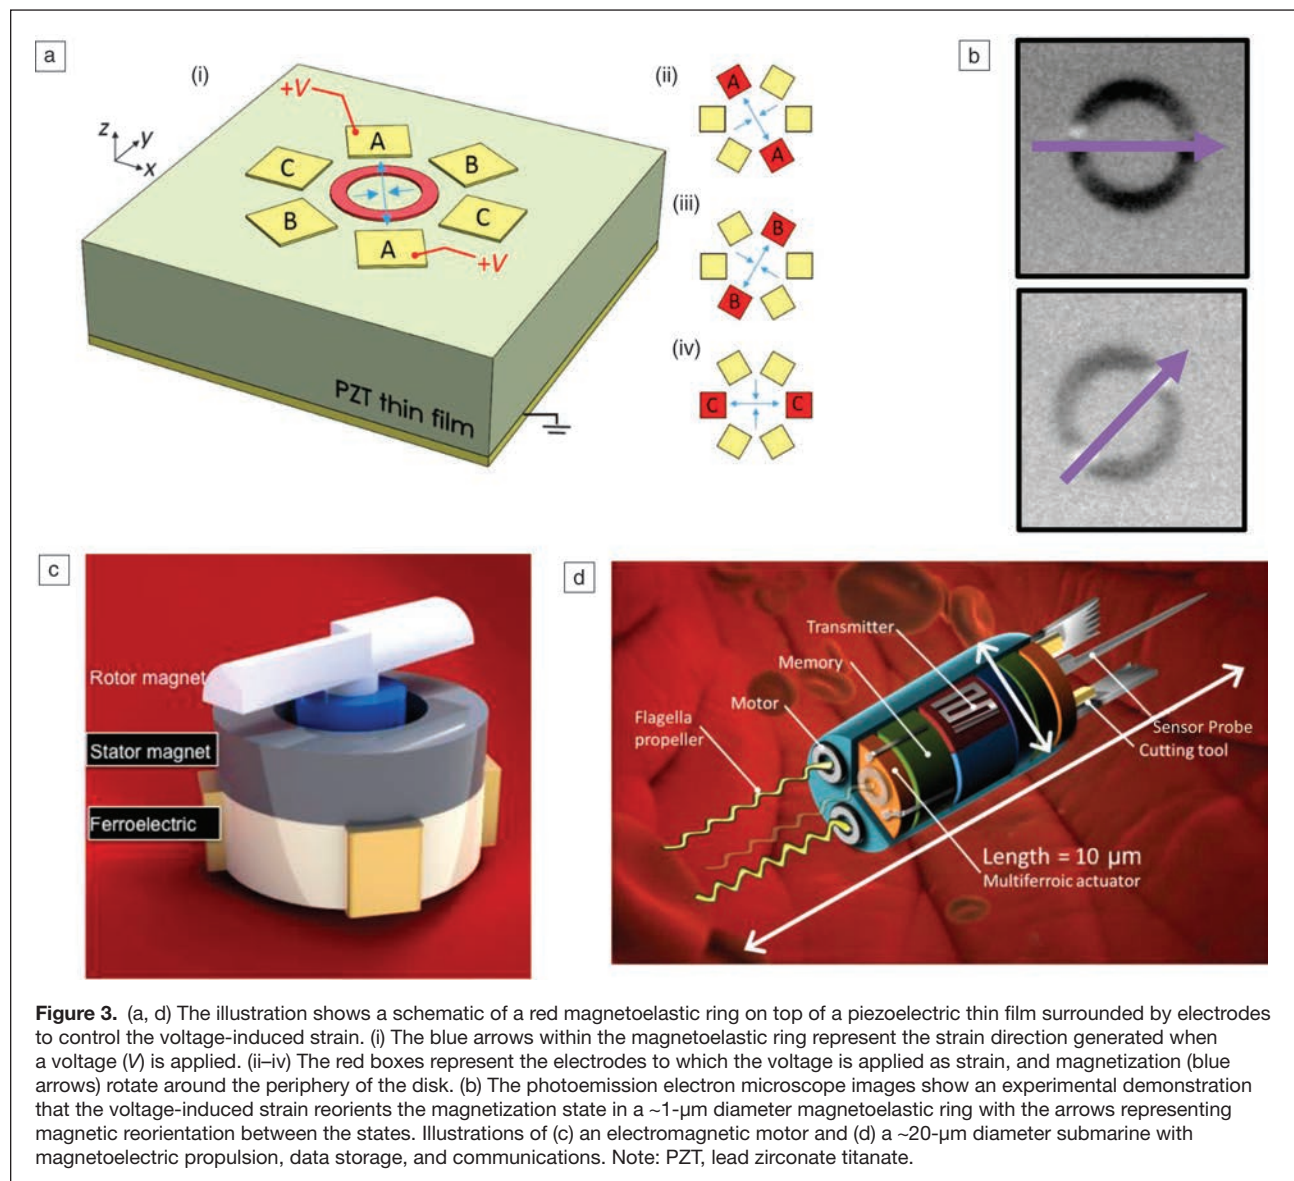 a
(i)
+V
z
y
x
A
C
B
B
C
A
+V
PZT thin film
(ii)
A
A
(iii)
B
B
(iv)
C
C
b
c
Rotor magnet
Stator magnet
Ferroelectric
d
Transmitter
Memory
Motor
Flagella
propeller
Sensor Probe
Cutting tool
Length = 10 µm
Multiferroic actuator
Figure 3. (a, d) The illustration shows a schematic of a red magnetoelastic ring on top of a piezoelectric thin film surrounded by electrodes
to control the voltage-induced strain. (i) The blue arrows within the magnetoelastic ring represent the strain direction generated when
a voltage (V) is applied. (ii–iv) The red boxes represent the electrodes to which the voltage is applied as strain, and magnetization (blue
arrows) rotate around the periphery of the disk. (b) The photoemission electron microscope images show an experimental demonstration
that the voltage-induced strain reorients the magnetization state in a ~1-µm diameter magnetoelastic ring with the arrows representing
magnetic reorientation between the states. Illustrations of (c) an electromagnetic motor and (d) a ~20-µm diameter submarine with
magnetoelectric propulsion, data storage, and communications. Note: PZT, lead zirconate titanate.